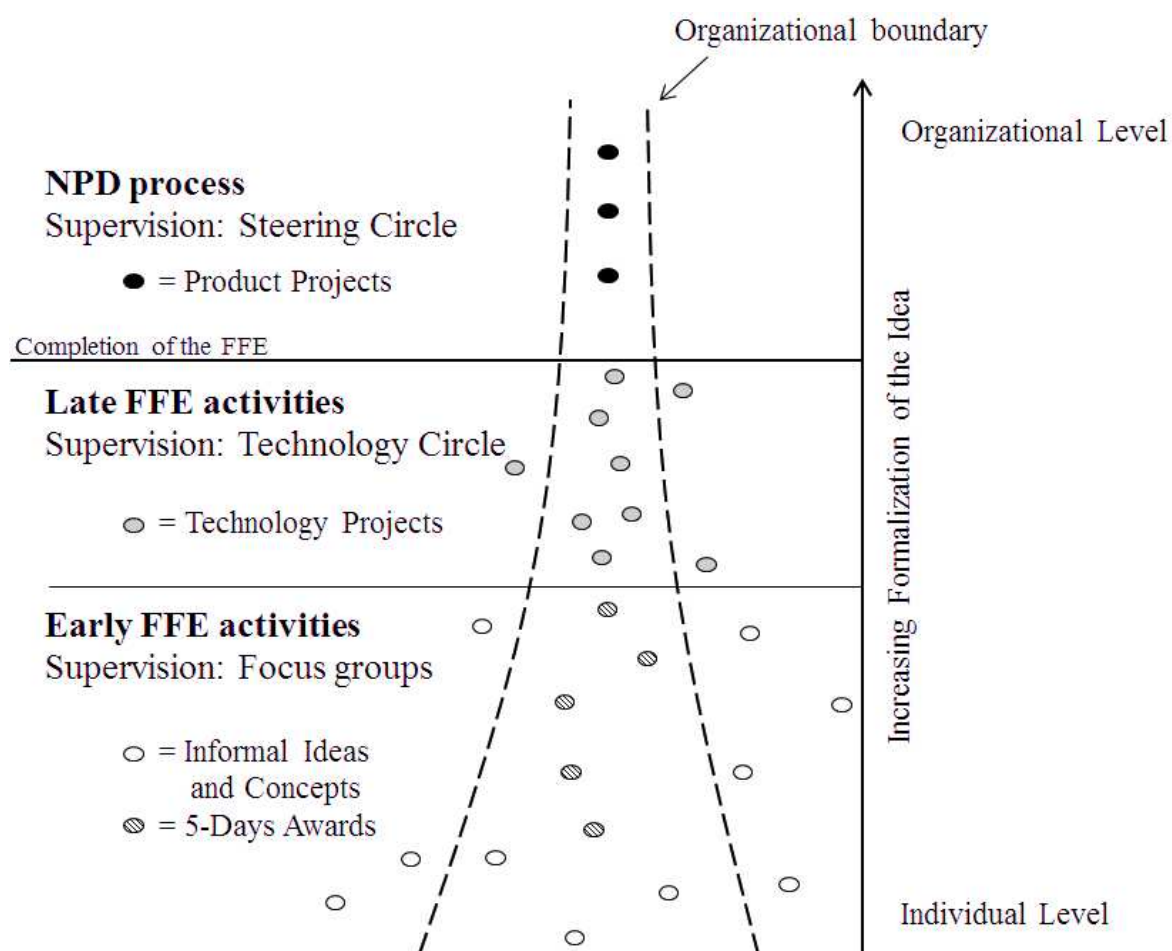 Organizational boundary
Organizational Level
NPD process
Supervision: Steering Circle
= Product Projects
Completion of the FFE
Late FFE activities
Supervision: Technology Circle
= Technology Projects
Increasing Formalization of the Idea
Early FFE activities
Supervision: Focus groups
= Informal Ideas
and Concepts
= 5-Days Awards
Individual Level